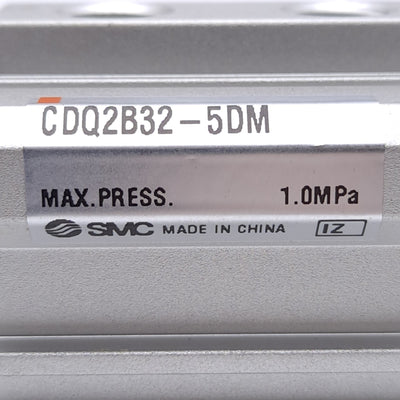 CDQ2B32-5DM
MAX.PRESS. 1.0MPa
SMC MADE IN CHINA IZ